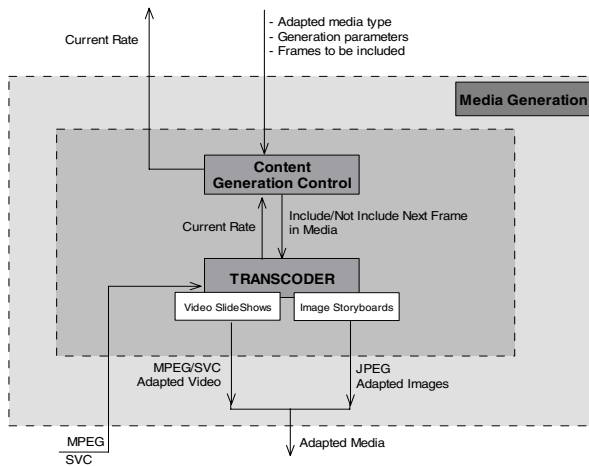 Current Rate
- Adapted media type
- Generation parameters
- Frames to be included
Media Generation
Content
Generation Control
Current Rate
Include/Not Include Next Frame
in Media
TRANSCODER
Video SlideShows
Image Storyboards
MPEG/SVC
Adapted Video
JPEG
Adapted Images
MPEG
SVC
Adapted Media